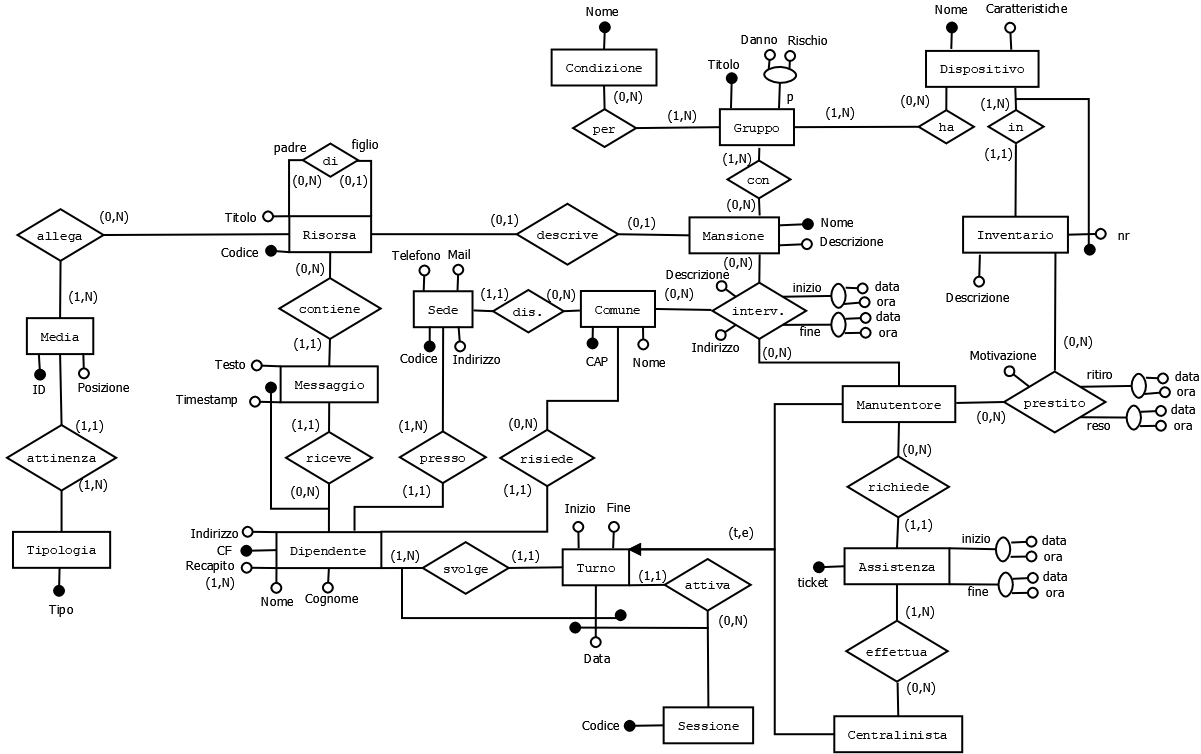 Nome
Nome
Caratteristiche
Danno
Rischio
Condizione
Titolo
Dispositivo
(0,N)
p
(0,N)
(1,N)
(1,N)
(1,N)
per
Gruppo
ha
in
padre
figlio
di
(1,N)
(1,1)
(0,N)
(0,1)
con
(0,N)
(0,N)
Titolo
(0,1)
(0,1)
Nome
allega
Risorsa
descrive
Mansione
Descrizione
Inventario
nr
Codice
Telefono
Mail
(0,N)
(0,N)
Descrizione
inizio
data
ora
Descrizione
(1,N)
contiene
Sede
(1,1)
dis.
(0,N)
Comune
(0,N)
interv.
fine
data
ora
Media
(1,1)
Codice
Indirizzo
CAP
Nome
Indirizzo
(0,N)
(0,N)
ID
Posizione
Testo
Messaggio
Motivazione
ritiro
data
ora
Timestamp
Manutentore
(0,N)
prestito
reso
data
ora
(1,1)
(1,1)
(1,N)
(0,N)
attinenza
riceve
presso
risiede
(0,N)
(1,N)
(0,N)
(1,1)
(1,1)
richiede
Inizio
Fine
(1,1)
Tipologia
Indirizzo
CF
Recapito
(1,N)
Dipendente
(1,N)
svolge
(1,1)
Turno
(t,e)
(1,1)
attiva
ticket
Assistenza
inizio
data
ora
fine
data
ora
Tipo
Nome
Cognome
(0,N)
(1,N)
Data
effettua
(0,N)
Codice
Sessione
Centralinista